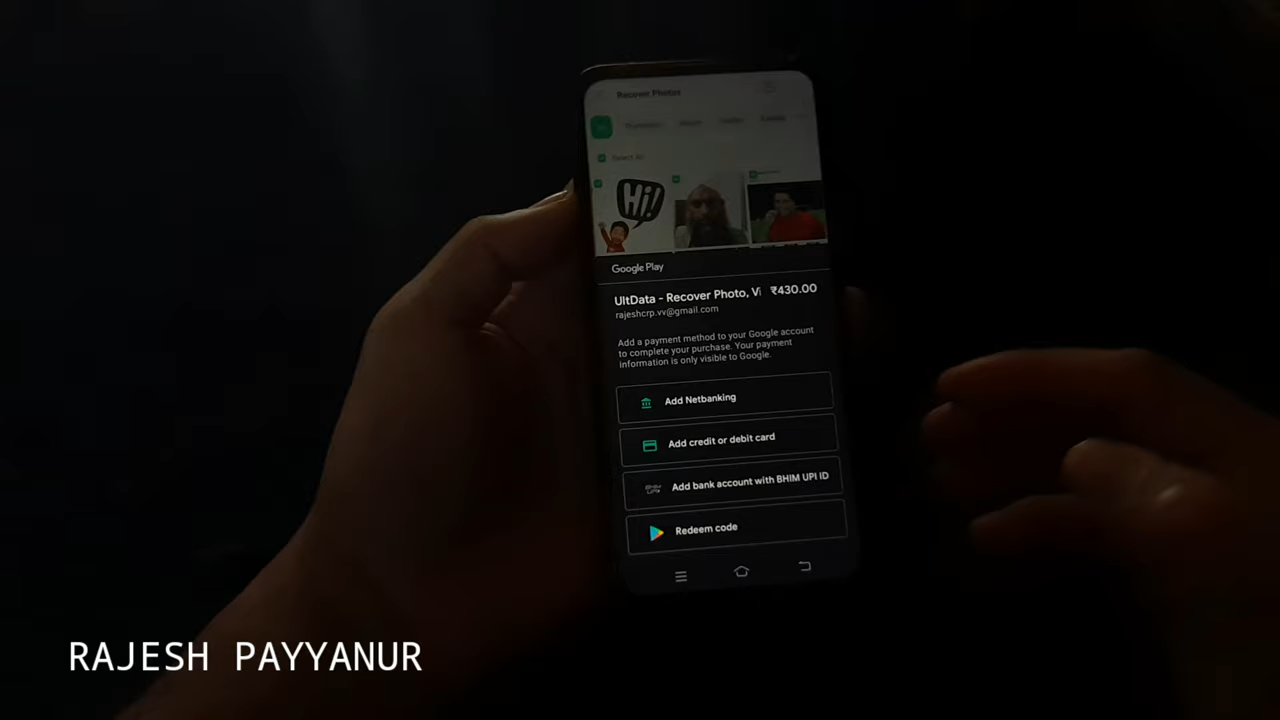 Recover Photos
Select All
Hi!
Google Play
UltData - Recover Photo, Vi ₹430.00
rajeshcrp.vv@gmail.com
Add a payment method to your Google account
to complete your purchase. Your payment
information is only visible to Google.
Add Netbanking
Add credit or debit card
Add bank account with BHIM UPI ID
Redeem code
RAJESH PAYYANUR